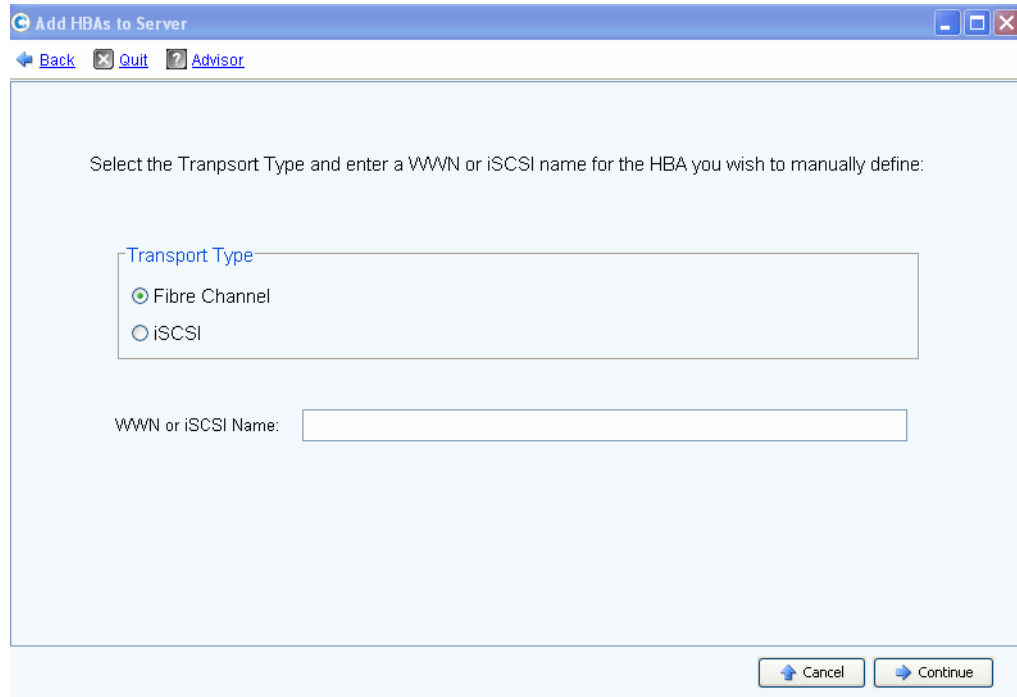 Add HBAs to Server
Back Quit Advisor
Select the Tranpsort Type and enter a WWN or iSCSI name for the HBA you wish to manually define:
Transport Type
Fibre Channel
iSCSI
WWN or iSCSI Name:
Cancel Continue